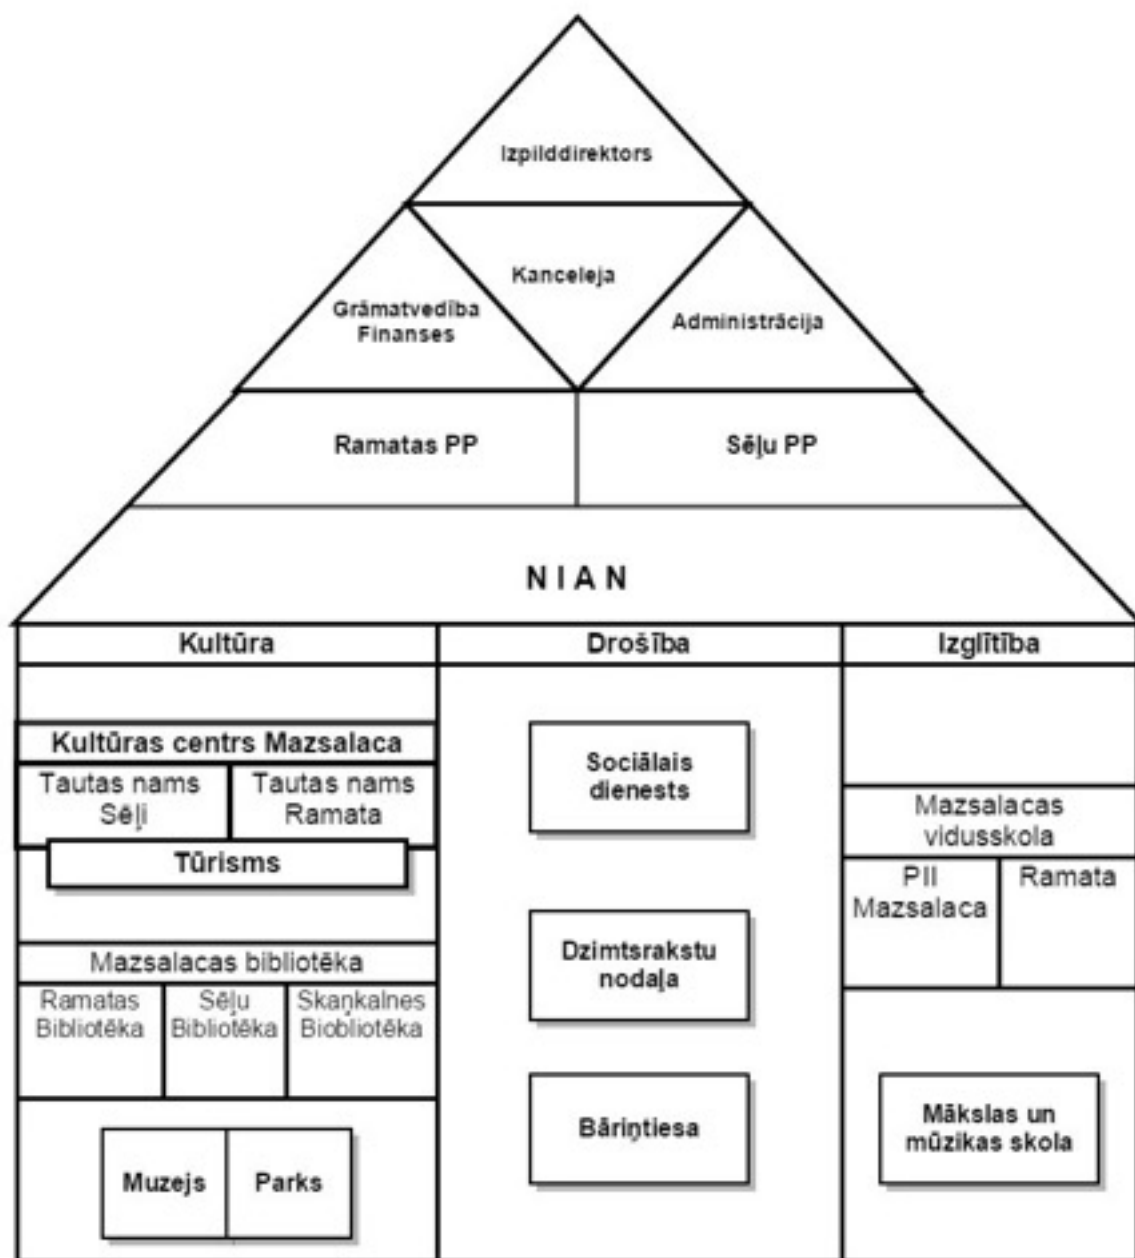 Izpilddirektors
Kanceleja
Grāmatvedība
Finanses
Administrācija
Ramatas PP
Sēļu PP
N I A N
Kultūra
Drošība
Izglītība
Kultūras centrs Mazsalaca
Tautas nams
Sēļi
Tautas nams
Ramata
Tūrisms
Mazsalacas bibliotēka
Ramatas
Bibliotēka
Sēļu
Bibliotēka
Skaņkalnes
Biobliotēka
Muzejs
Parks
Sociālais
dienests
Dzimtsrakstu
nodaļa
Bāriņtiesa
Mazsalacas
vidusskola
PII
Mazsalaca
Ramata
Mākslas un
mūzikas skola